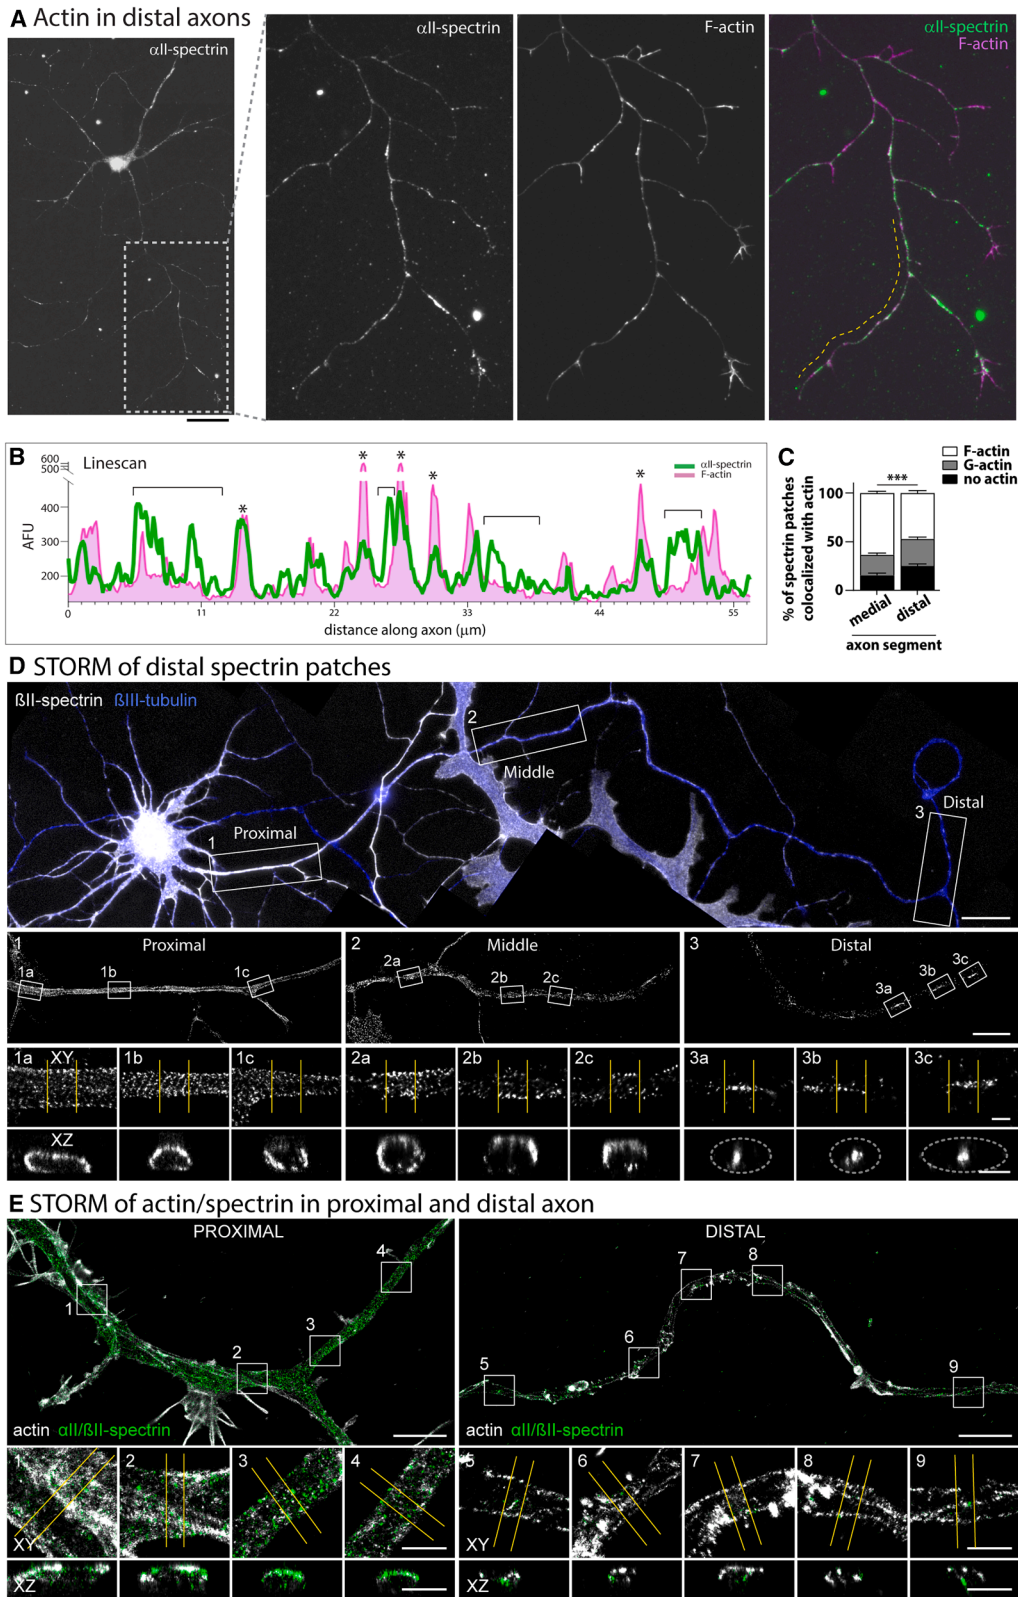 A Actin in distal axons
αII-spectrin
αII-spectrin
F-actin
αII-spectrin
F-actin
B Linescan
αII-spectrin
F-actin
600
500
400
300
200
AFU
* * * * *
0 11 22 33 44 55
distance along axon (μm)
C
F-actin
G-actin
no actin
***
100
50
0
% of spectrin patches
colocalized with actin
medial distal
axon segment
D STORM of distal spectrin patches
ßII-spectrin ßIII-tubulin
1 Proximal
2 Middle
3 Distal
1 Proximal
1a 1b 1c
2 Middle
2a 2b 2c
3 Distal
3a 3b 3c
1a XY 1b 1c 2a 2b 2c 3a 3b 3c
XZ
E STORM of actin/spectrin in proximal and distal axon
PROXIMAL
1 2 3 4
actin αII/ßII-spectrin
DISTAL
5 6 7 8 9
actin αII/ßII-spectrin
1 2 3 4 5 6 7 8 9
XY XY
XZ XZ